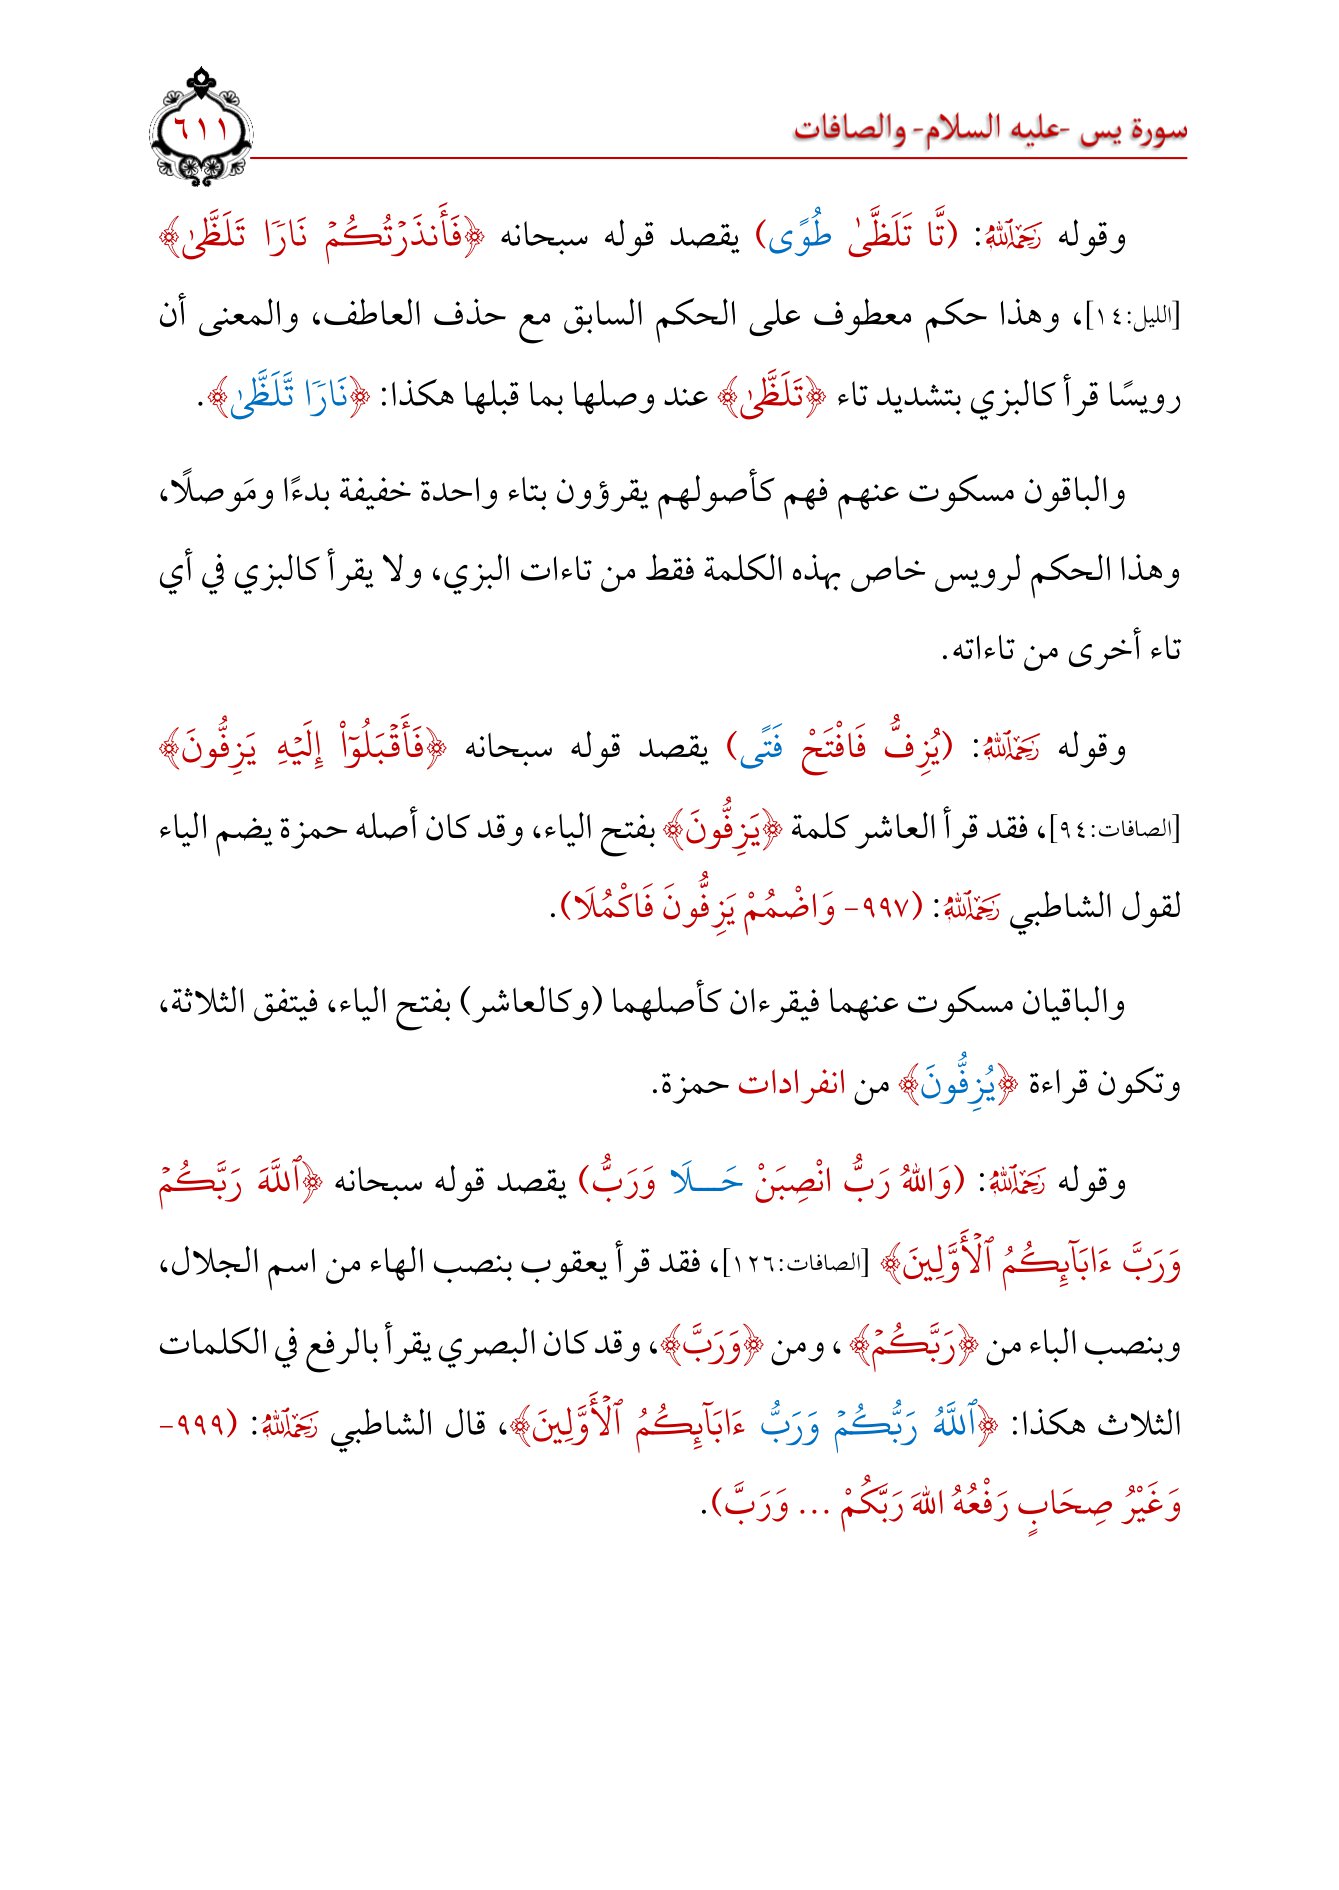 سورة يس -عليه السلام- والصافات
٦١١
وقوله رَحِمَهُ ٱللَّهُ: (تَّا تَلَظَّىٰ طُوًى) يقصد قوله سبحانه ﴿فَأَنذَرۡتُكُمۡ نَارٗا تَلَظَّىٰ﴾
[الليل:١٤]، وهذا حكم معطوف على الحكم السابق مع حذف العاطف، والمعنى أن
رويسًا قرأ كالبزي بتشديد تاء ﴿تَلَظَّىٰ﴾ عند وصلها بما قبلها هكذا: ﴿نَارٗا تَّلَظَّىٰ﴾.
والباقون مسكوت عنهم فهم كأصولهم يقرؤون بتاء واحدة خفيفة بدءًا ومَوصلًا،
وهذا الحكم لرويس خاص بهذه الكلمة فقط من تاءات البزي، ولا يقرأ كالبزي في أي
تاء أخرى من تاءاته.
وقوله رَحِمَهُ ٱللَّهُ: (يُزِفُّ فَافْتَحْ فَتًى) يقصد قوله سبحانه ﴿فَأَقۡبَلُوٓاْ إِلَيۡهِ يَزِفُّونَ﴾
[الصافات:٩٤]، فقد قرأ العاشر كلمة ﴿يَزِفُّونَ﴾ بفتح الياء، وقد كان أصله حمزة يضم الياء
لقول الشاطبي رَحِمَهُ ٱللَّهُ: (٩٩٧- وَاضْمُمْ يَزِفُّونَ فَاكْمُلَا).
والباقيان مسكوت عنهما فيقرءان كأصلهما (وكالعاشر) بفتح الياء، فيتفق الثلاثة،
وتكون قراءة ﴿يُزِفُّونَ﴾ من انفرادات حمزة.
وقوله رَحِمَهُ ٱللَّهُ: (وَاللهُ رَبُّ انْصِبَنْ حَـــلَا وَرَبُّ) يقصد قوله سبحانه ﴿ٱللَّهَ رَبَّكُمۡ
وَرَبَّ ءَابَآئِكُمُ ٱلۡأَوَّلِينَ﴾ [الصافات:١٢٦]، فقد قرأ يعقوب بنصب الهاء من اسم الجلال،
وبنصب الباء من ﴿رَبَّكُمۡ﴾ ، ومن ﴿وَرَبَّ﴾، وقد كان البصري يقرأ بالرفع في الكلمات
الثلاث هكذا: ﴿ٱللَّهُ رَبُّكُمۡ وَرَبُّ ءَابَآئِكُمُ ٱلۡأَوَّلِينَ﴾، قال الشاطبي رَحِمَهُ ٱللَّهُ: (٩٩٩-
وَغَيْرُ صِحَابٍ رَفْعُهُ اللهَ رَبَّكُمْ ... وَرَبَّ).